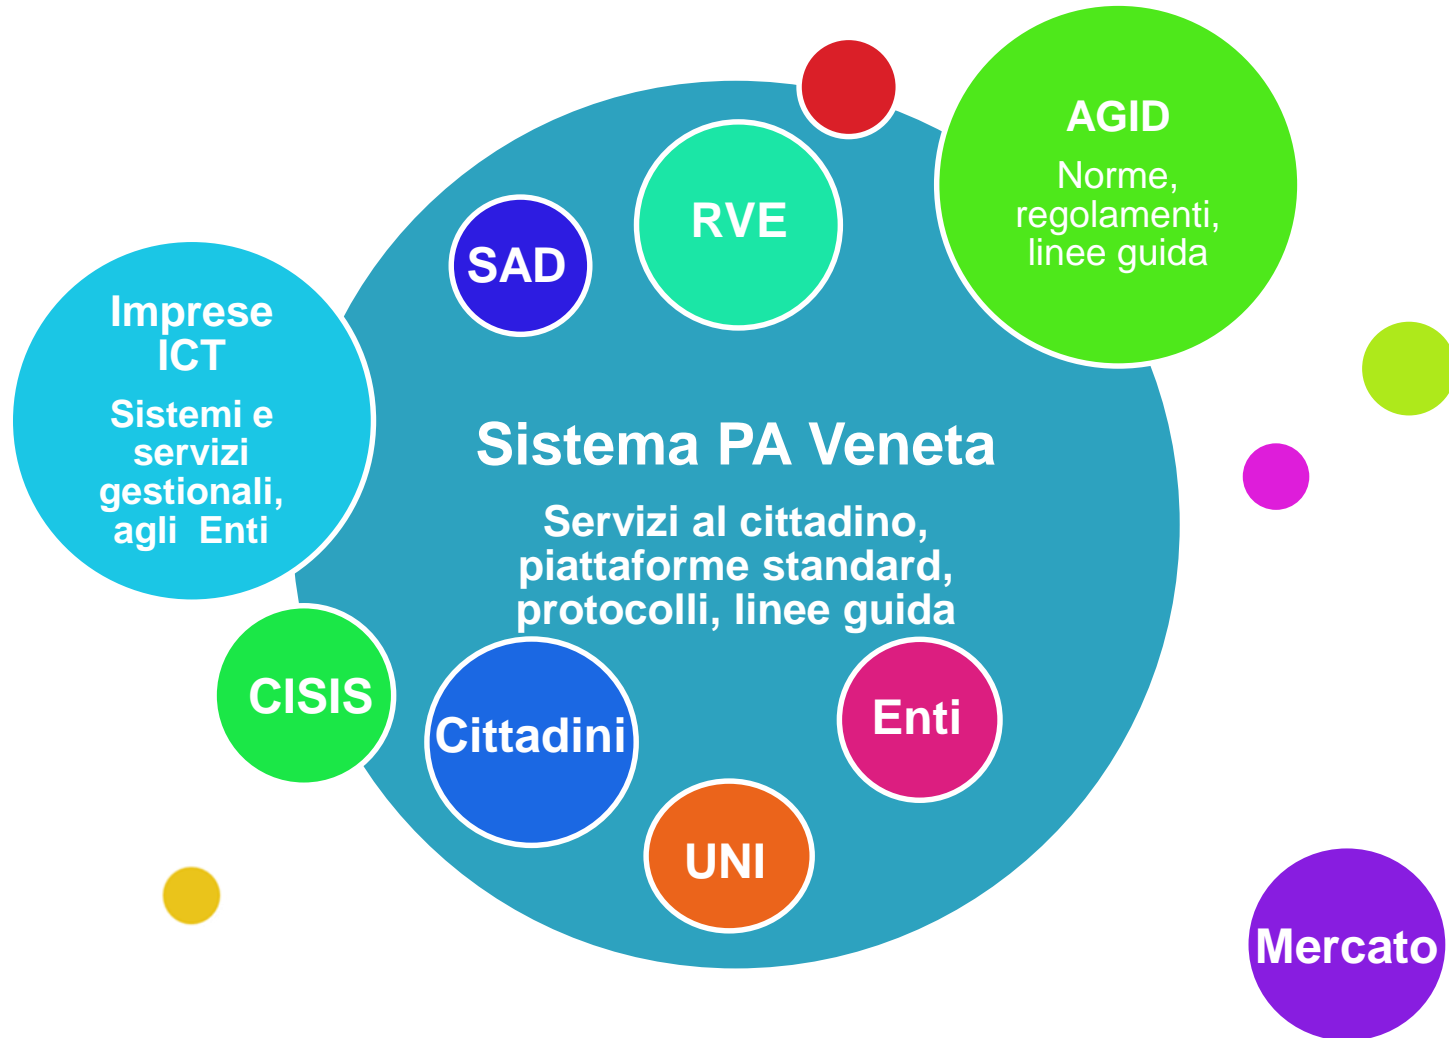 AGID
Norme,
regolamenti,
linee guida
RVE
SAD
Imprese
ICT
Sistemi e
servizi
gestionali,
agli  Enti
Sistema PA Veneta
Servizi al cittadino,
piattaforme standard,
protocolli, linee guida
CISIS
Cittadini
Enti
UNI
Mercato